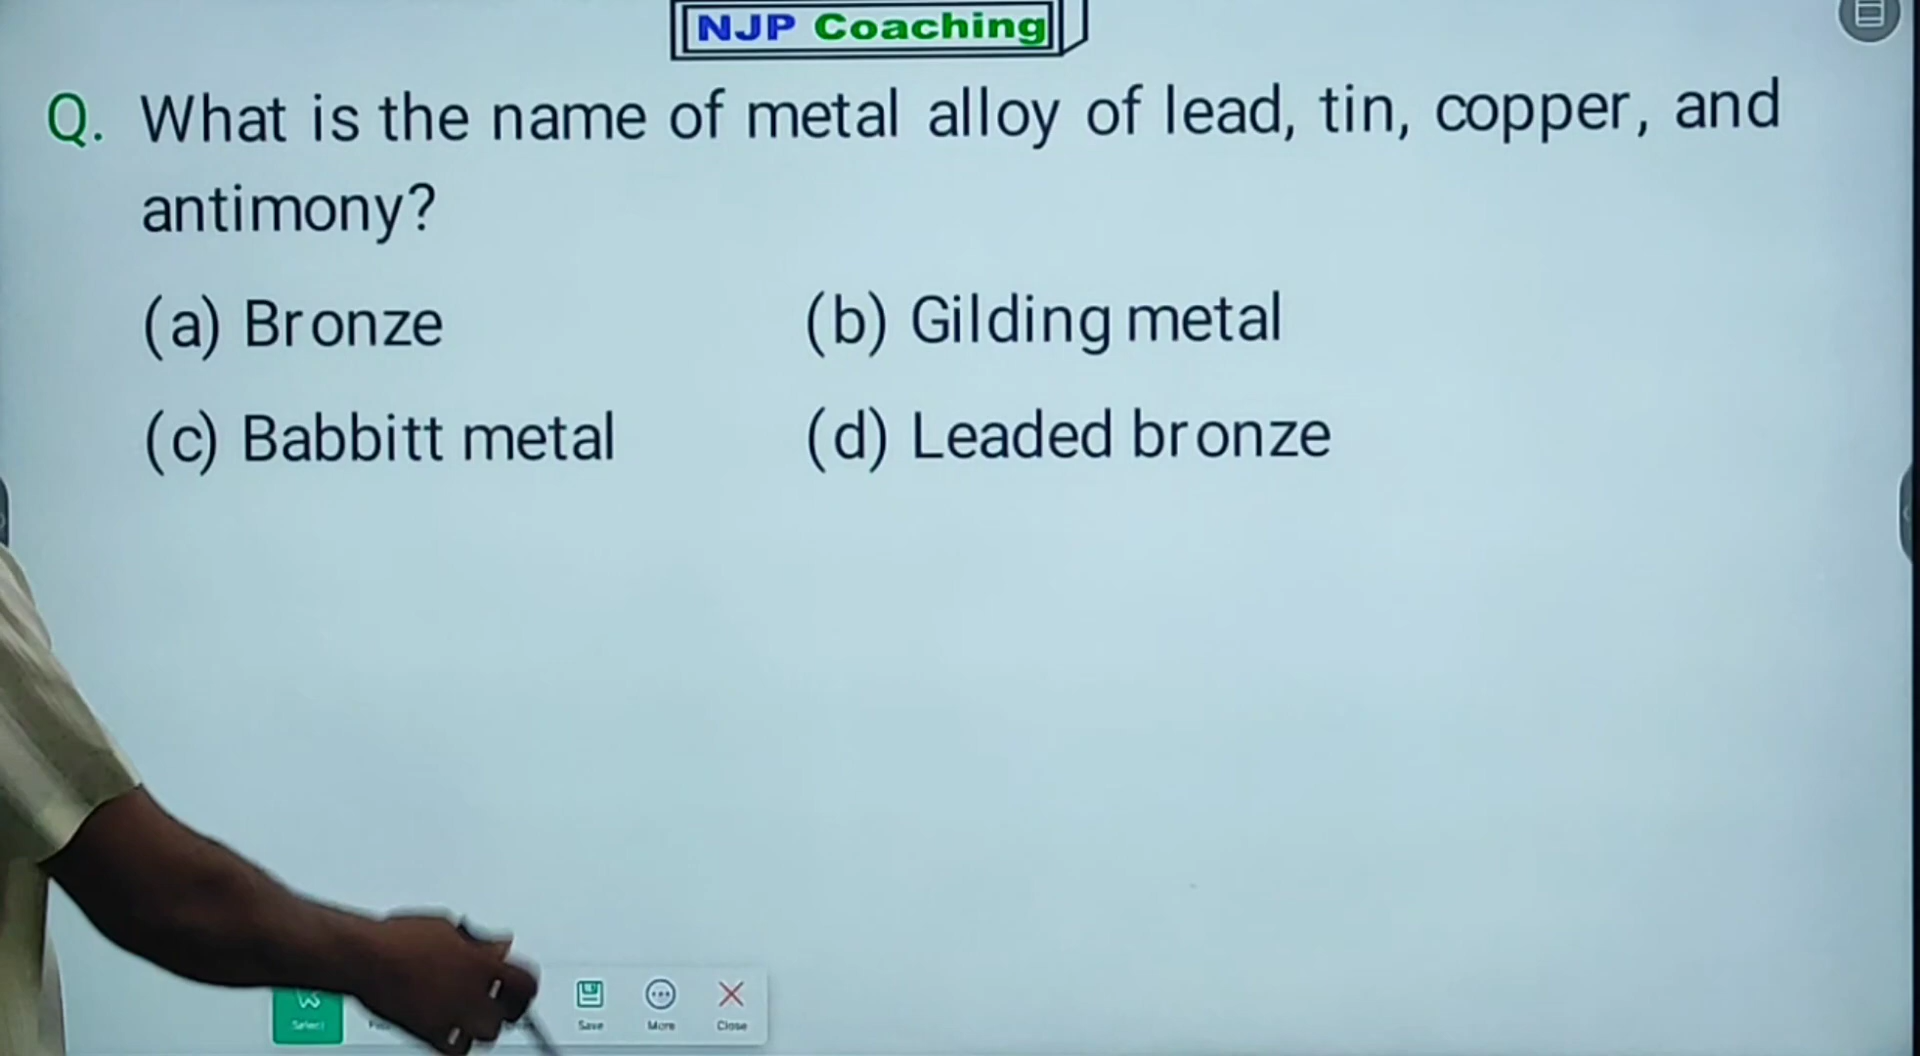 NJP Coaching
Q. What is the name of metal alloy of lead, tin, copper, and
antimony?
(a) Bronze (b) Gilding metal
(c) Babbitt metal (d) Leaded bronze
Select Save More Close